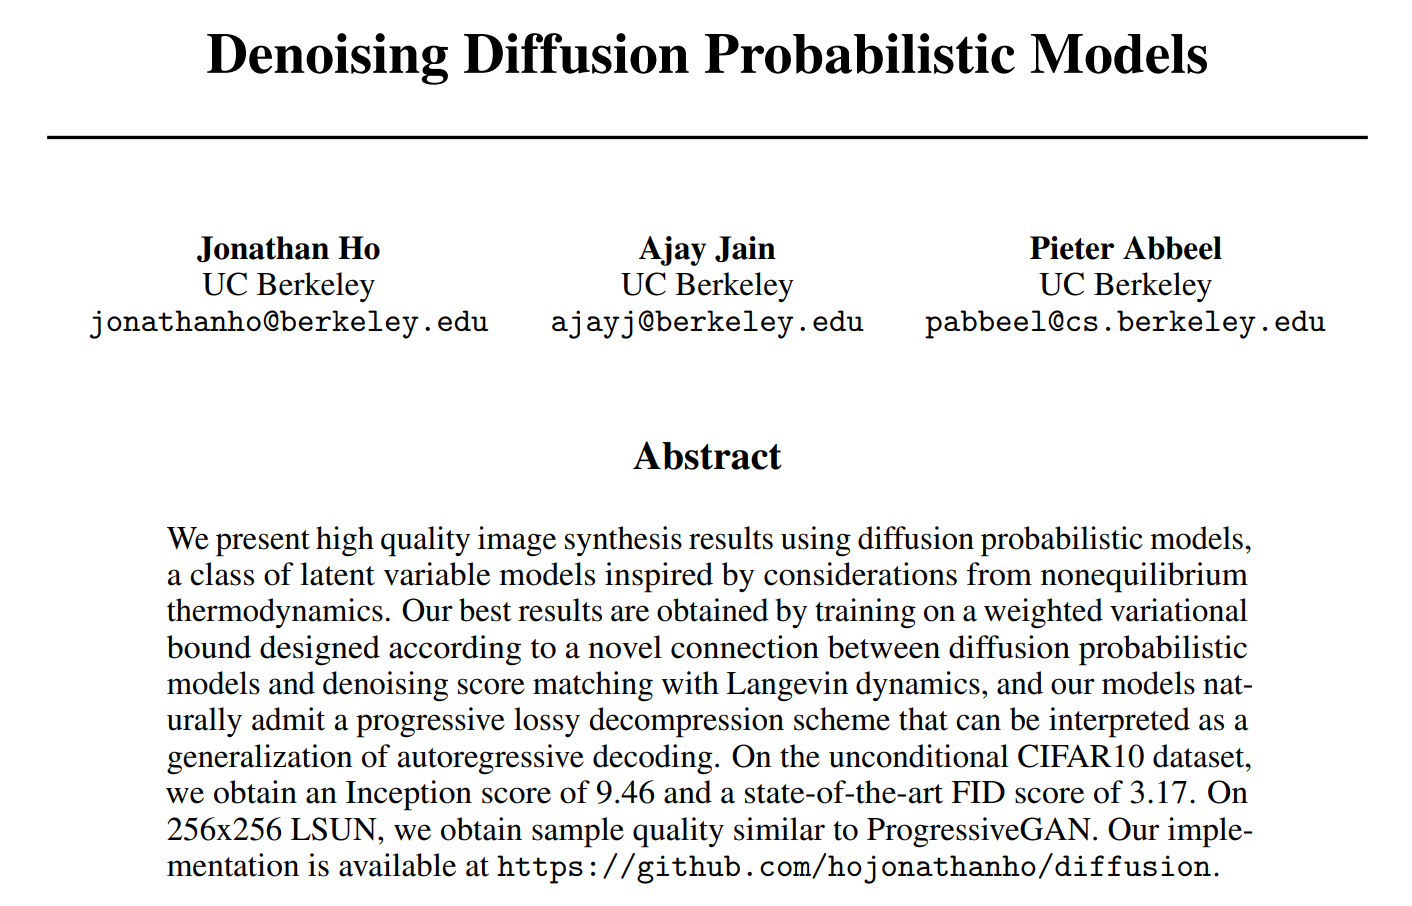 Denoising Diffusion Probabilistic Models
Jonathan Ho
UC Berkeley
jonathanho@berkeley.edu
Ajay Jain
UC Berkeley
ajayj@berkeley.edu
Pieter Abbeel
UC Berkeley
pabbeel@cs.berkeley.edu
Abstract
We present high quality image synthesis results using diffusion probabilistic models,
a class of latent variable models inspired by considerations from nonequilibrium
thermodynamics. Our best results are obtained by training on a weighted variational
bound designed according to a novel connection between diffusion probabilistic
models and denoising score matching with Langevin dynamics, and our models nat-
urally admit a progressive lossy decompression scheme that can be interpreted as a
generalization of autoregressive decoding. On the unconditional CIFAR10 dataset,
we obtain an Inception score of 9.46 and a state-of-the-art FID score of 3.17. On
256x256 LSUN, we obtain sample quality similar to ProgressiveGAN. Our imple-
mentation is available at https://github.com/hojonathanho/diffusion.